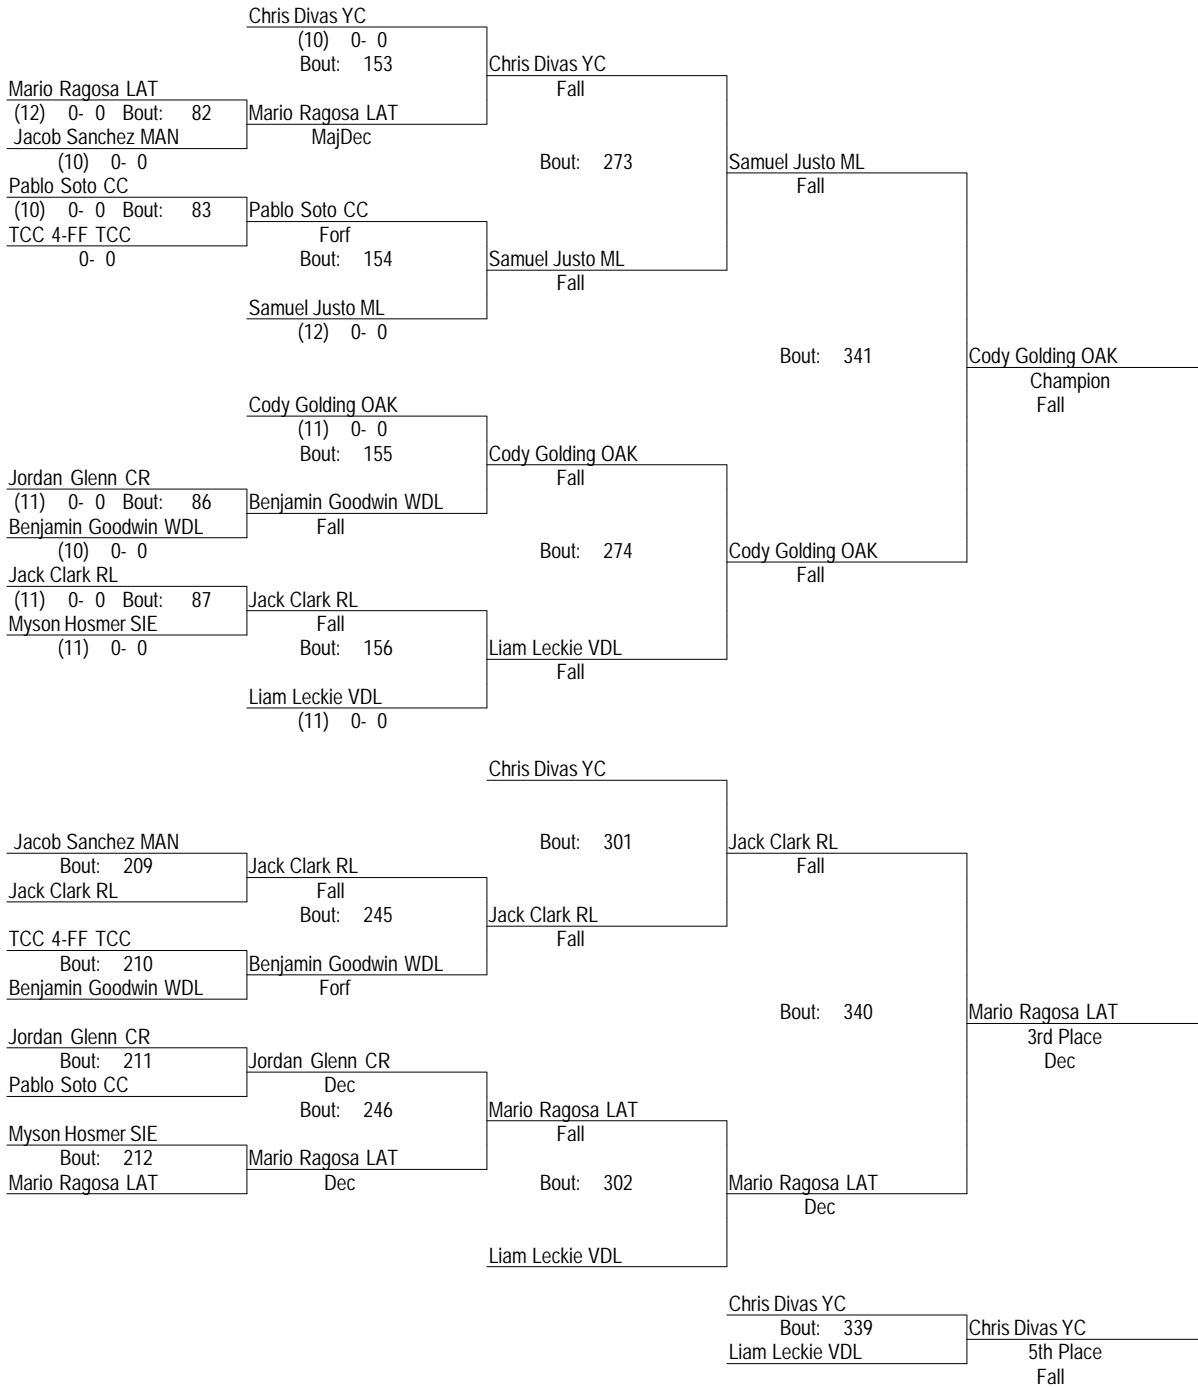 Chris Divas YC
(10) 0- 0
Bout: 153
Chris Divas YC
Fall
Mario Ragosa LAT
(12) 0- 0 Bout: 82
Mario Ragosa LAT
MajDec
Jacob Sanchez MAN
(10) 0- 0
Bout: 273
Samuel Justo ML
Fall
Pablo Soto CC
(10) 0- 0 Bout: 83
Pablo Soto CC
Forf
TCC 4-FF TCC
0- 0
Bout: 154
Samuel Justo ML
Fall
Samuel Justo ML
(12) 0- 0
Bout: 341
Cody Golding OAK
Champion
Fall
Cody Golding OAK
(11) 0- 0
Bout: 155
Cody Golding OAK
Fall
Jordan Glenn CR
(11) 0- 0 Bout: 86
Benjamin Goodwin WDL
Fall
Benjamin Goodwin WDL
(10) 0- 0
Bout: 274
Cody Golding OAK
Fall
Jack Clark RL
(11) 0- 0 Bout: 87
Jack Clark RL
Fall
Myson Hosmer SIE
(11) 0- 0
Bout: 156
Liam Leckie VDL
Fall
Liam Leckie VDL
(11) 0- 0
Chris Divas YC
Jacob Sanchez MAN
Bout: 209
Jack Clark RL
Jack Clark RL
Fall
Bout: 301
Jack Clark RL
Fall
Bout: 245
Jack Clark RL
Fall
TCC 4-FF TCC
Bout: 210
Benjamin Goodwin WDL
Benjamin Goodwin WDL
Forf
Bout: 340
Mario Ragosa LAT
3rd Place
Dec
Jordan Glenn CR
Bout: 211
Pablo Soto CC
Jordan Glenn CR
Dec
Bout: 246
Mario Ragosa LAT
Fall
Myson Hosmer SIE
Bout: 212
Mario Ragosa LAT
Mario Ragosa LAT
Dec
Bout: 302
Mario Ragosa LAT
Dec
Liam Leckie VDL
Chris Divas YC
Bout: 339
Liam Leckie VDL
Chris Divas YC
5th Place
Fall